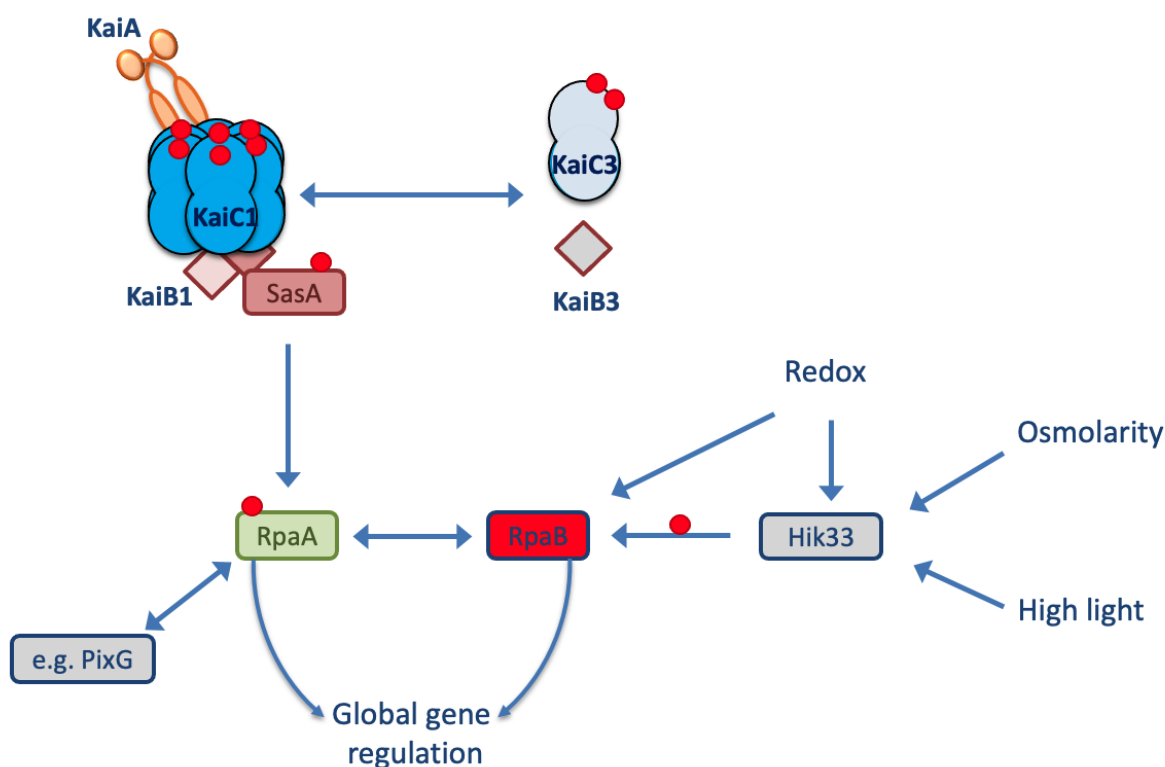 KaiA
KaiC3
KaiC1
SasA
KaiB1
KaiB3
Redox
Osmolarity
RpaA
RpaB
Hik33
High light
e.g. PixG
Global gene
regulation